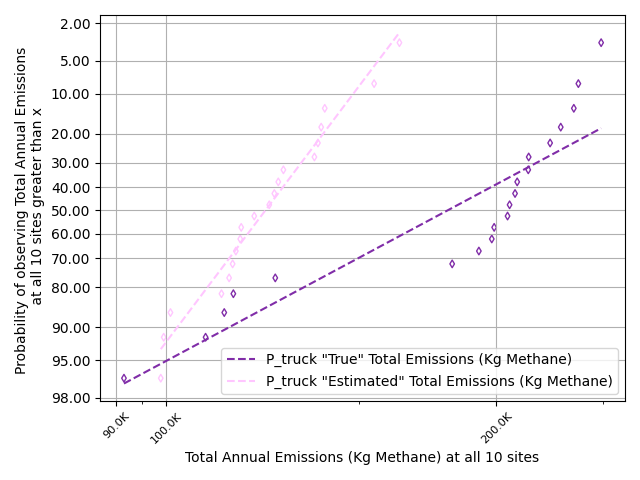 2.00
5.00
10.00
20.00
30.00
40.00
50.00
60.00
70.00
80.00
90.00
95.00
98.00
Probability of observing Total Annual Emissions
at all 10 sites greater than x
P_truck "True" Total Emissions (Kg Methane)
P_truck "Estimated" Total Emissions (Kg Methane)
90.0K
100.0K
200.0K
Total Annual Emissions (Kg Methane) at all 10 sites